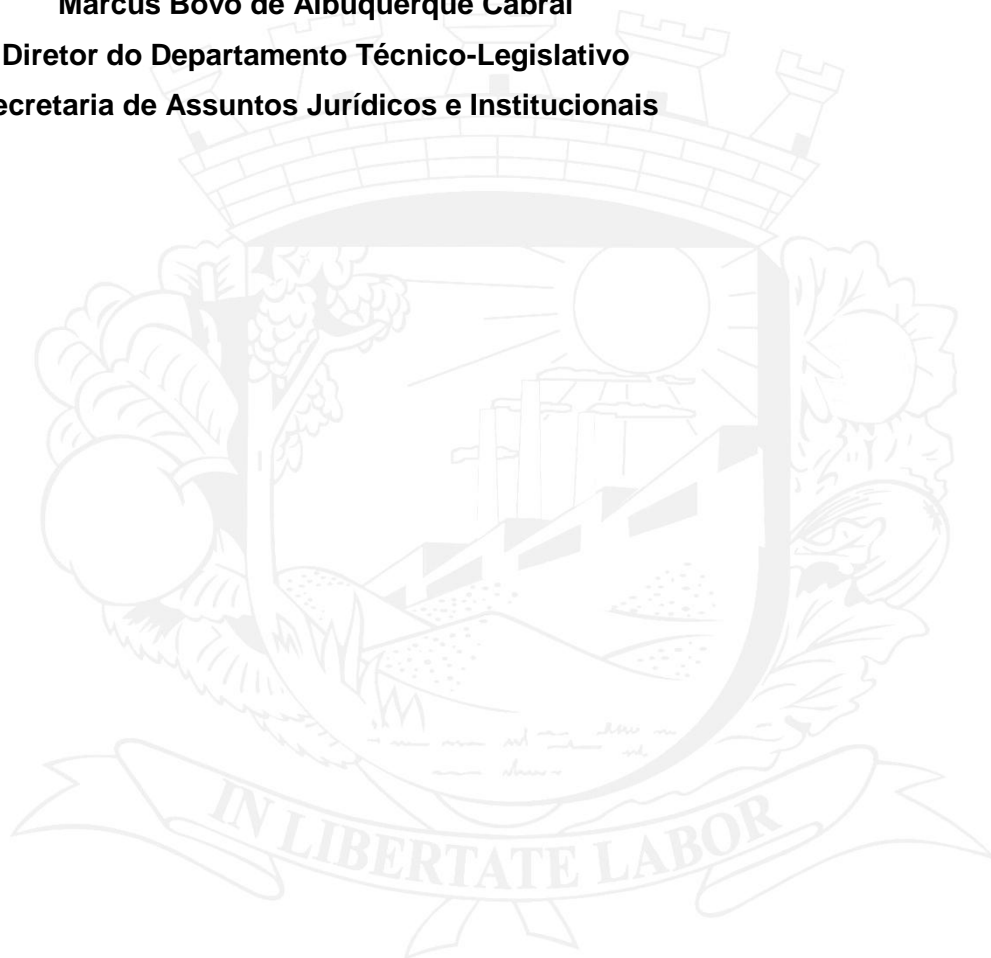 Marcus Bovo de Albuquerque Cabral
Diretor do Departamento Técnico-Legislativo
ecretaria de Assuntos Jurídicos e Institucionais
IN LIBERTATE LABOR